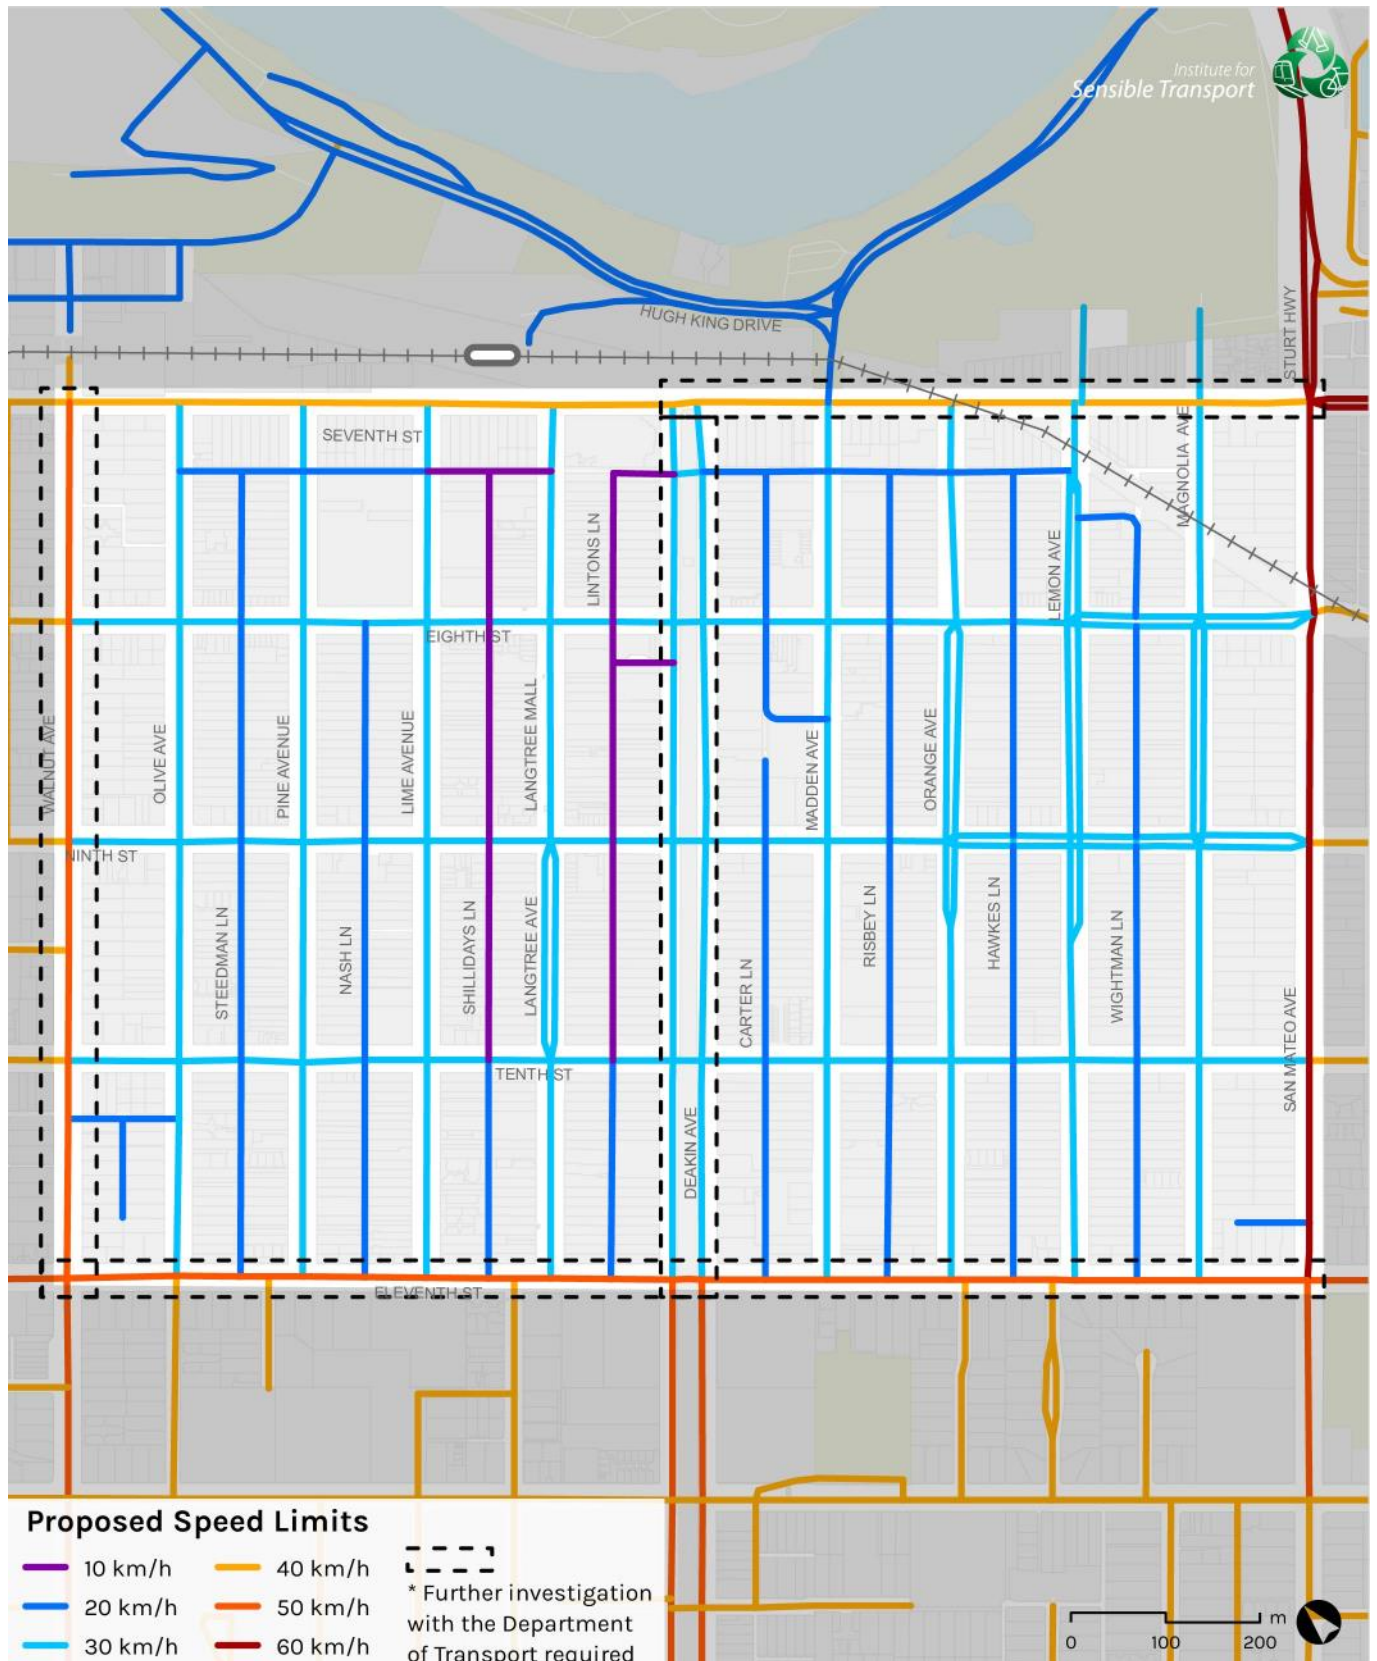 Institute for
Sensible Transport
HUGH KING DRIVE
STURT HWY
SEVENTH ST
MAGNOLIA AVE
LINTONS LN
LEMON AVE
EIGHTH ST
WALNUT AVE
OLIVE AVE
PINE AVENUE
LIME AVENUE
LANGTREE MALL
MADDEN AVE
ORANGE AVE
NINTH ST
STEEDMAN LN
NASH LN
SHILLIDAYS LN
LANGTREE AVE
CARTER LN
RISBEY LN
HAWKES LN
WIGHTMAN LN
SAN MATEO AVE
TENTH ST
DEAKIN AVE
ELEVENTH ST
Proposed Speed Limits
10 km/h
20 km/h
30 km/h
40 km/h
50 km/h
60 km/h
* Further investigation
with the Department
of Transport required
m
0 100 200